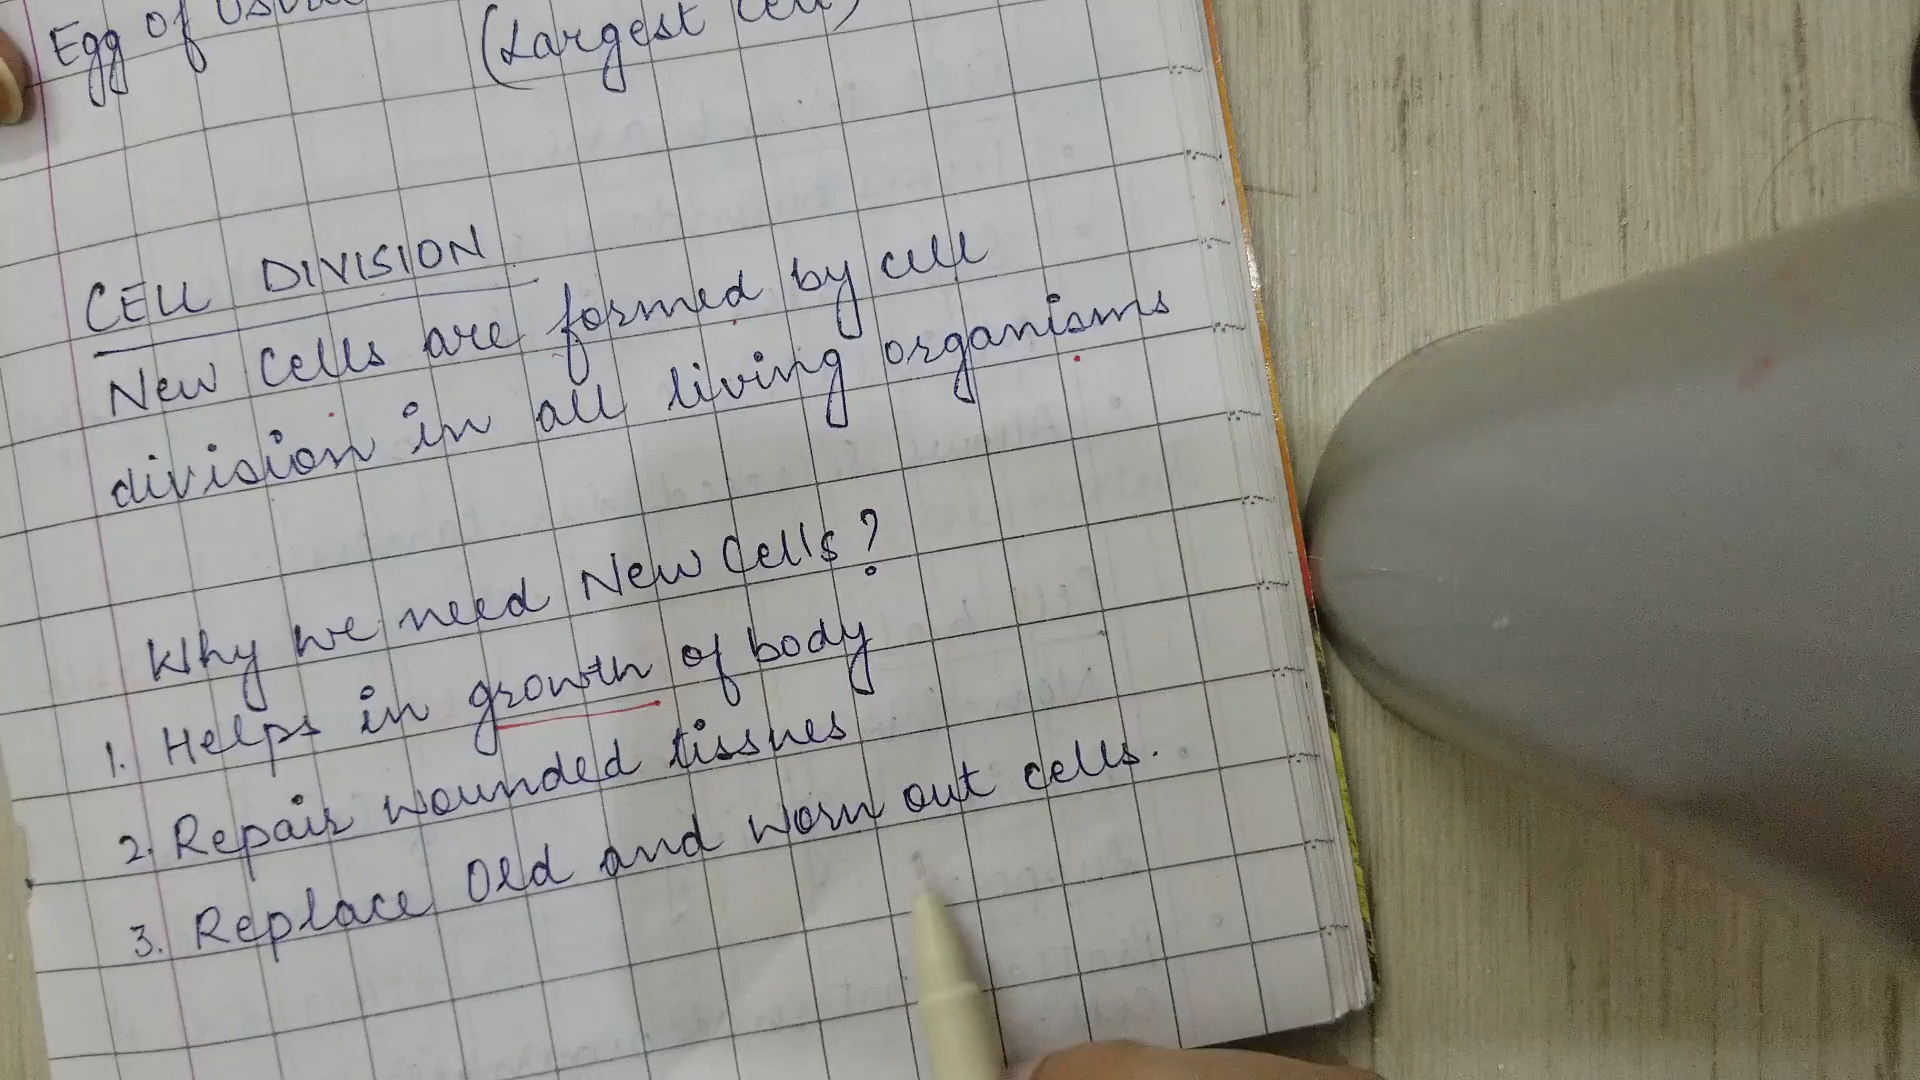 Egg of
(Largest Cell)
CELL DIVISION
New Cells are formed by cell
division in all living organisms
Why we need New Cells?
1. Helps in growth of body
2. Repair wounded tissues
3. Replace Old and worn out cells.